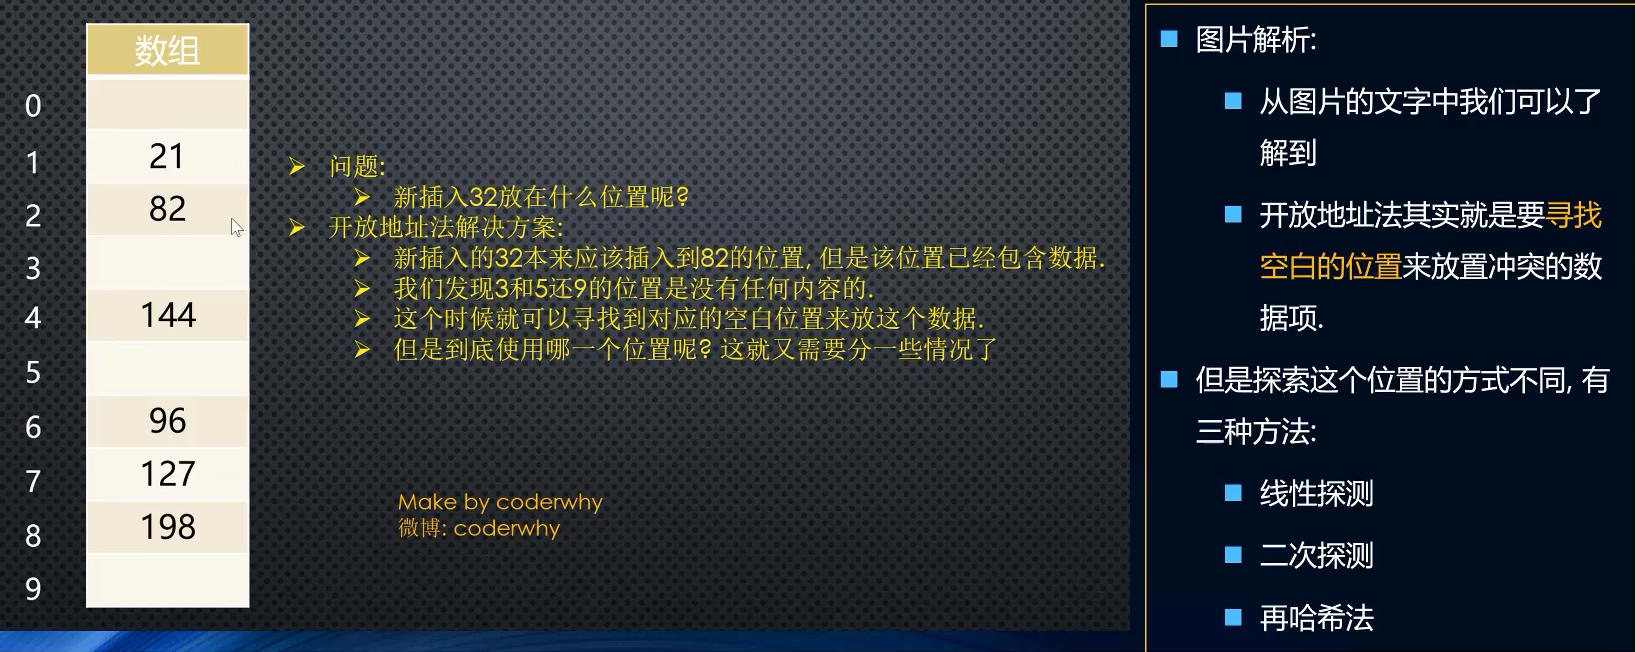 数组
0
1
21
2
82
3
4
144
5
6
96
7
127
8
198
9
问题:
新插入32放在什么位置呢?
开放地址法解决方案:
新插入的32本来应该插入到82的位置, 但是该位置已经包含数据.
我们发现3和5还9的位置是没有任何内容的.
这个时候就可以寻找到对应的空白位置来放这个数据.
但是到底使用哪一个位置呢? 这就又需要分一些情况了
Make by coderwhy
微博: coderwhy
图片解析:
从图片的文字中我们可以了
解到
开放地址法其实就是要寻找
空白的位置来放置冲突的数
据项.
但是探索这个位置的方式不同, 有
三种方法:
线性探测
二次探测
再哈希法